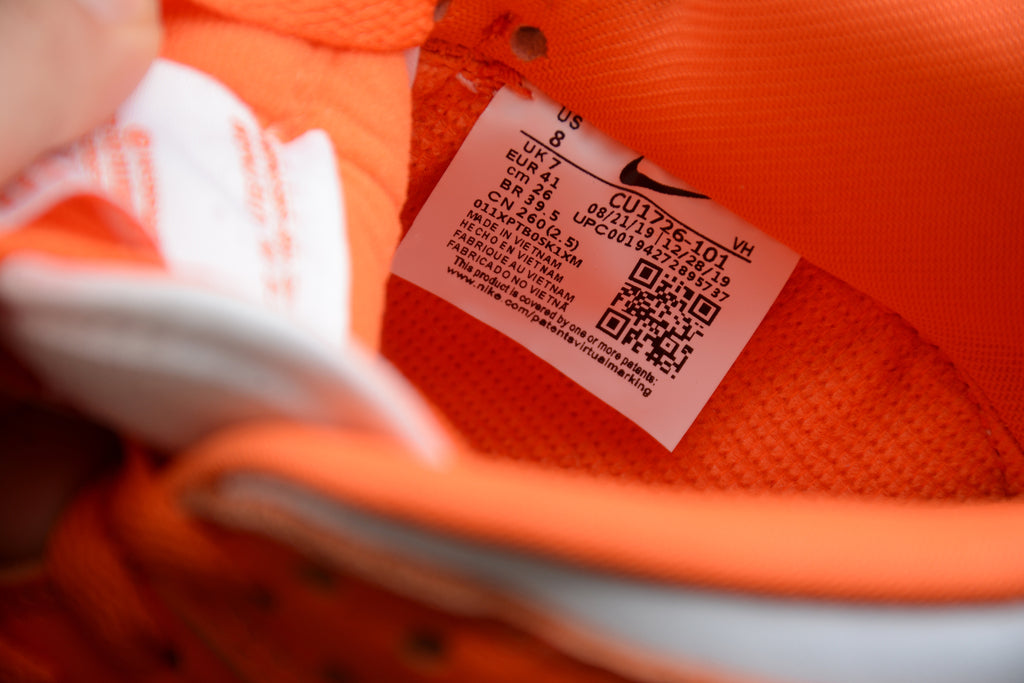 US
8
UK 7
EUR 41
cm 26
BR 39.5
CN 260(2.5)
011XPTB0SK1XM
MADE IN VIETNAM
HECHO EN VIETNAM
FABRIQUE AU VIETNAM
FABRICADO NO VIETNA
This product is covered by one or more patents:
www.nike.com/patentsvirtualmarking
CU1726-101 VH
08/21/19 12/28/19
UPC00194272895737